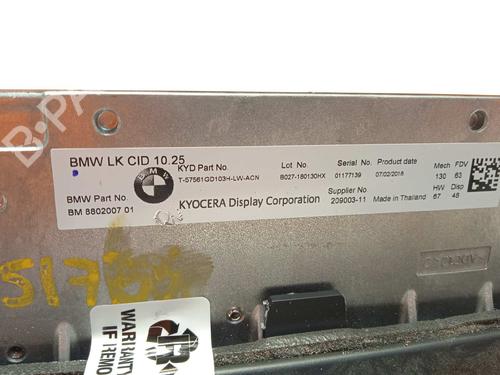 BMW LK CID 10.25
BMW Part No.
BM 8802007 01
BMW
KYD Part No.
T-57561GD103H-LW-ACN
KYOCERA Display Corporation
Lot No.
B027-180130HX
Serial No.
01177139
Product date
07/02/2018
Supplier No
209003-11
Made in Thailand
Mech FDV
130 63
HW Disp
67 48
WARRANTY
IF REMO